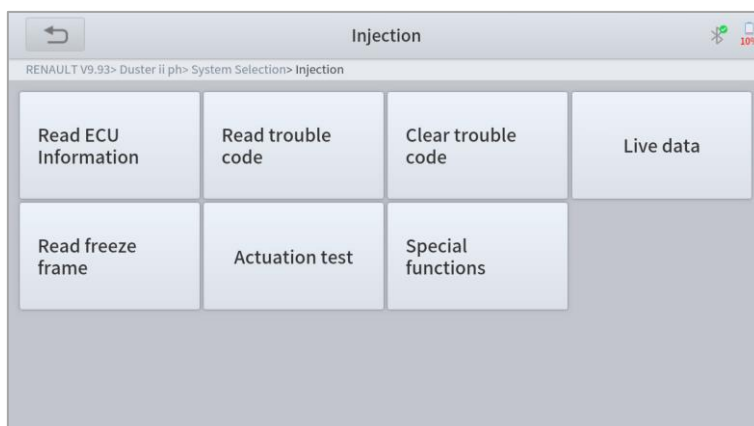 Injection
10%
RENAULT V9.93> Duster ii ph> System Selection> Injection
Read ECU
Information
Read trouble
code
Clear trouble
code
Live data
Read freeze
frame
Actuation test
Special
functions